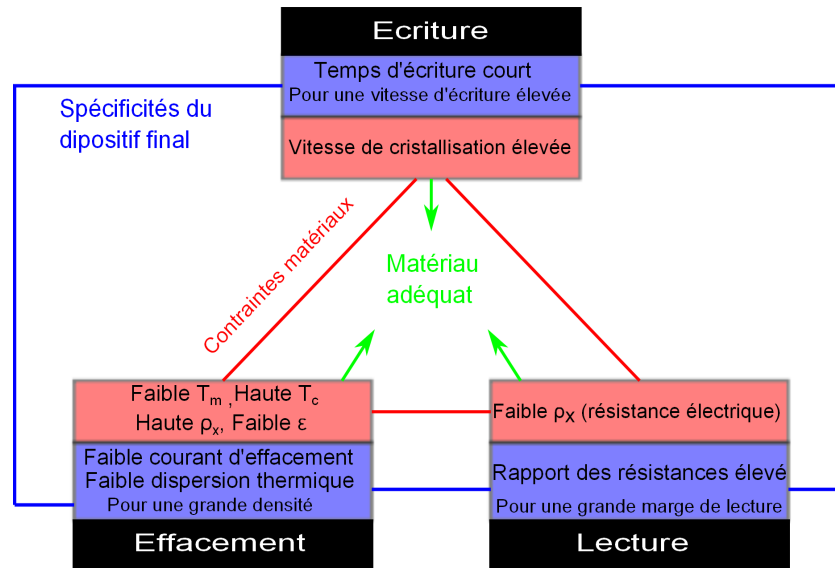 Ecriture
Temps d'écriture court
Pour une vitesse d'écriture élevée
Vitesse de cristallisation élevée
Spécificités du
dipositif final
Contraintes matériaux
Matériau
adéquat
Faible Tm ,Haute Tc
Haute ρx, Faible ε
Faible courant d'effacement
Faible dispersion thermique
Pour une grande densité
Effacement
Faible ρx (résistance électrique)
Rapport des résistances élevé
Pour une grande marge de lecture
Lecture